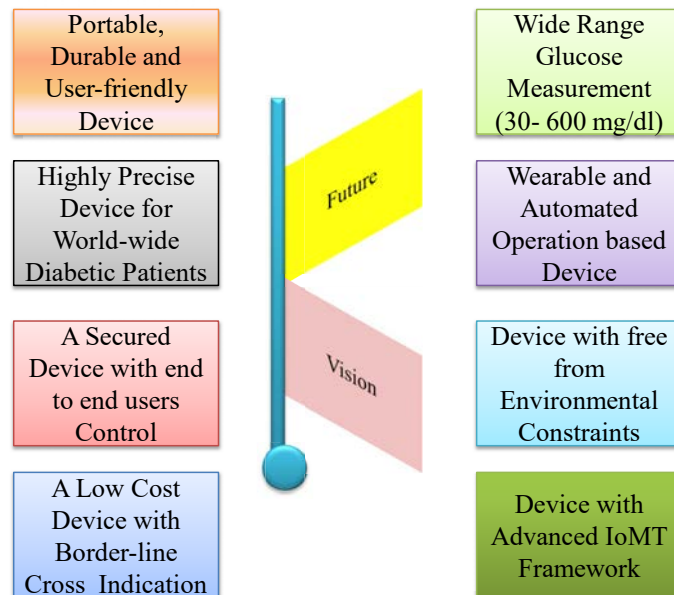 Portable,
Durable and
User-friendly
Device
Highly Precise
Device for
World-wide
Diabetic Patients
A Secured
Device with end
to end users
Control
A Low Cost
Device with
Border-line
Cross Indication
Future
Vision
Wide Range
Glucose
Measurement
(30- 600 mg/dl)
Wearable and
Automated
Operation based
Device
Device with free
from
Environmental
Constraints
Device with
Advanced IoMT
Framework